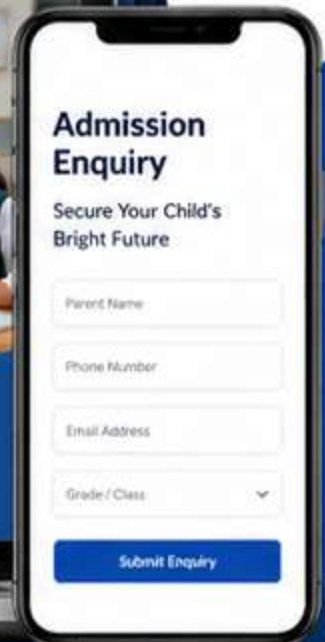 Admission
Enquiry
Secure Your Child's
Bright Future
Parent Name
Phone Number
Email Address
Grade / Class
Submit Enquiry